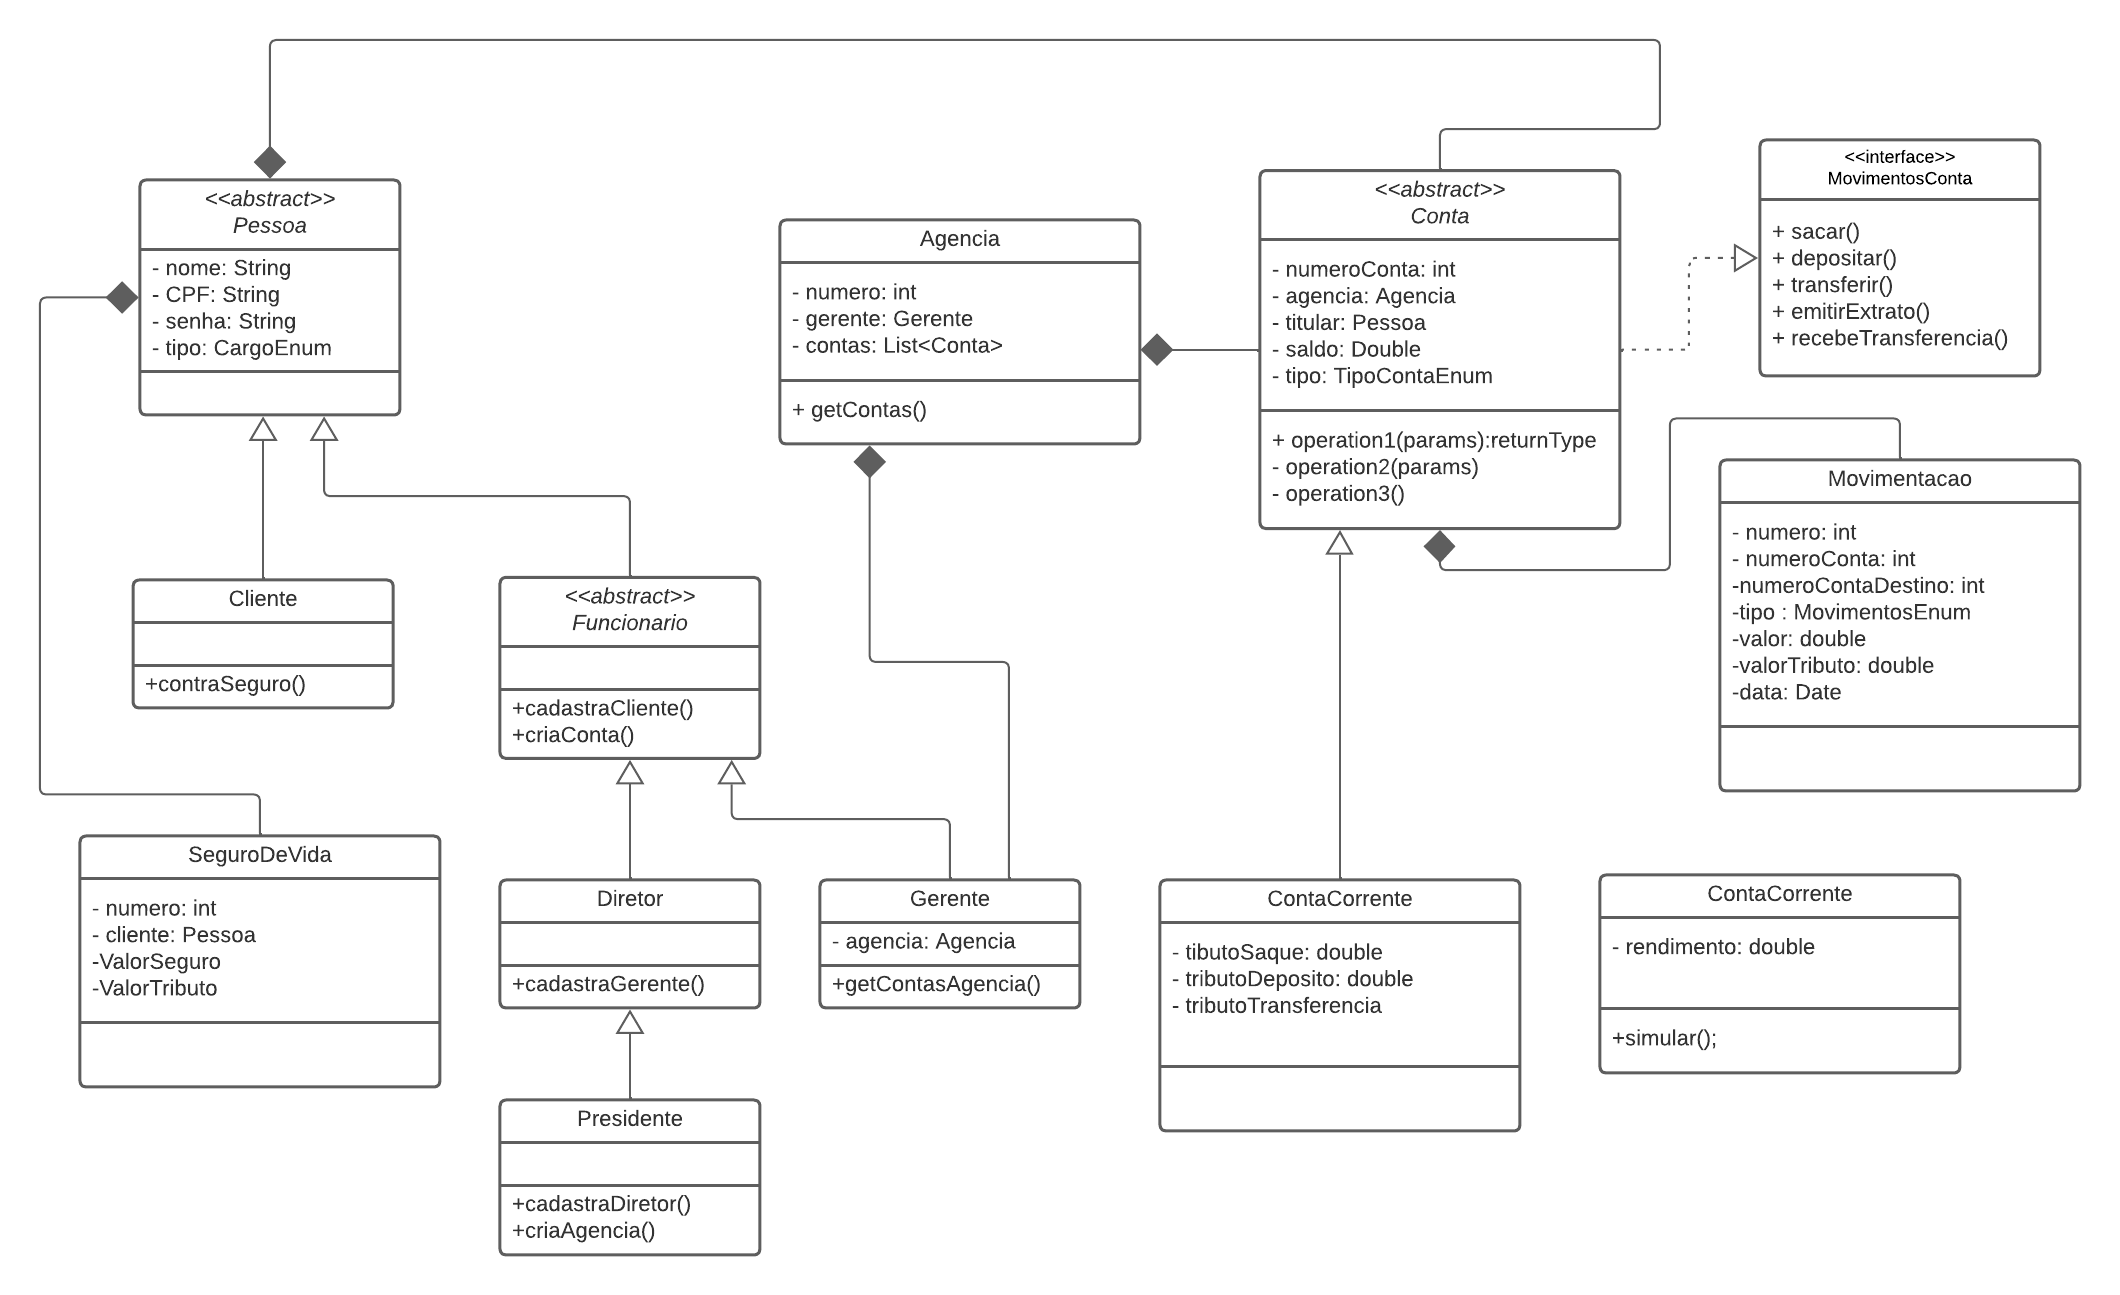 <<abstract>>
Pessoa
- nome: String
- CPF: String
- senha: String
- tipo: CargoEnum
Agencia
- numero: int
- gerente: Gerente
- contas: List<Conta>
+ getContas()
<<abstract>>
Conta
- numeroConta: int
- agencia: Agencia
- titular: Pessoa
- saldo: Double
- tipo: TipoContaEnum
+ operation1(params):returnType
- operation2(params)
- operation3()
<<interface>>
MovimentosConta
+ sacar()
+ depositar()
+ transferir()
+ emitirExtrato()
+ recebeTransferencia()
Movimentacao
- numero: int
- numeroConta: int
-numeroContaDestino: int
-tipo : MovimentosEnum
-valor: double
-valorTributo: double
-data: Date
Cliente
+contraSeguro()
<<abstract>>
Funcionario
+cadastraCliente()
+criaConta()
SeguroDeVida
- numero: int
- cliente: Pessoa
-ValorSeguro
-ValorTributo
Diretor
+cadastraGerente()
Gerente
- agencia: Agencia
+getContasAgencia()
ContaCorrente
- tibutoSaque: double
- tributoDeposito: double
- tributoTransferencia
ContaCorrente
- rendimento: double
+simular();
Presidente
+cadastraDiretor()
+criaAgencia()